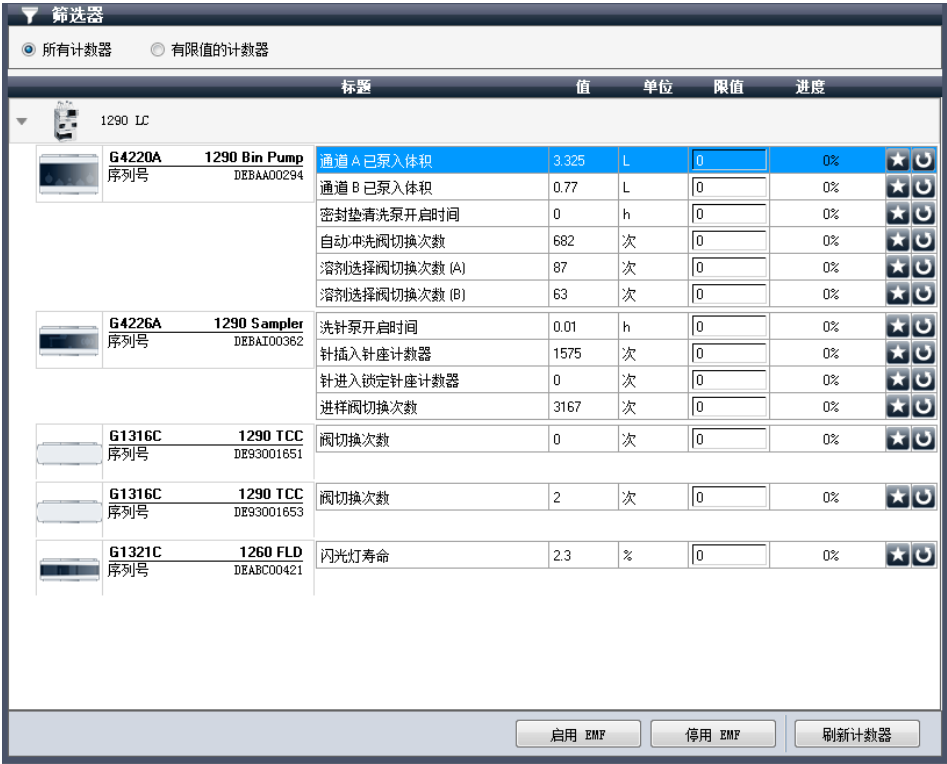 筛选器
所有计数器 有限值的计数器
标题 值 单位 限值 进度
1290 LC
G4220A 1290 Bin Pump 通道 A 已泵入体积 3.325 L 0 0%
序列号 DEBAA00294 通道 B 已泵入体积 0.77 L 0 0%
密封垫清洗泵开启时间 0 h 0 0%
自动冲洗阀切换次数 682 次 0 0%
溶剂选择阀切换次数 (A) 87 次 0 0%
溶剂选择阀切换次数 (B) 63 次 0 0%
G4226A 1290 Sampler 洗针泵开启时间 0.01 h 0 0%
序列号 DEBAI00362 针插入针座计数器 1575 次 0 0%
针进入锁定针座计数器 0 次 0 0%
进样阀切换次数 3167 次 0 0%
G1316C 1290 TCC 阀切换次数 0 次 0 0%
序列号 DE93001651
G1316C 1290 TCC 阀切换次数 2 次 0 0%
序列号 DE93001653
G1321C 1260 FLD 闪光灯寿命 2.3 % 0 0%
序列号 DEABC00421
启用 EMF 停用 EMF 刷新计数器